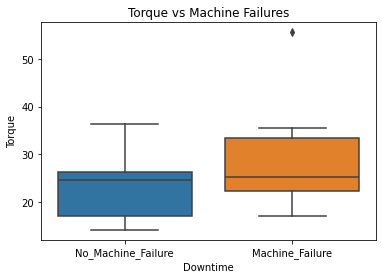 Torque vs Machine Failures
50
40
30
20
Torque
No_Machine_Failure
Machine_Failure
Downtime